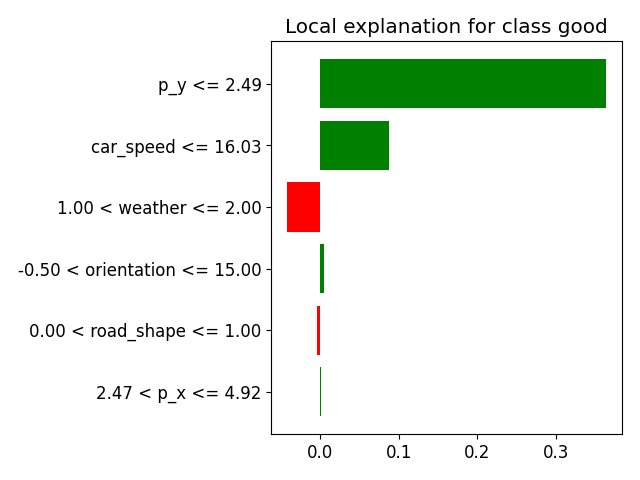 Local explanation for class good
p_y <= 2.49
car_speed <= 16.03
1.00 < weather <= 2.00
-0.50 < orientation <= 15.00
0.00 < road_shape <= 1.00
2.47 < p_x <= 4.92
0.0 0.1 0.2 0.3